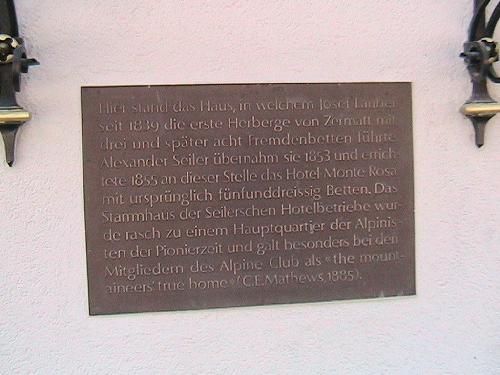 Hier stand das Haus, in welchem Josef Lauber
seit 1839 die erste Herberge von Zermatt mit
drei und später acht Fremdenbetten führte.
Alexander Seiler übernahm sie 1853 und errich-
tete 1855 an dieser Stelle das Hotel Monte Rosa
mit ursprünglich fünfunddreissig Betten. Das
Stammhaus der Seilerschen Hotelbetriebe wur-
de rasch zu einem Hauptquartier der Alpinis-
ten der Pionierzeit und galt besonders bei den
Mitgliedern des Alpine Club als «the mount-
aineers' true home» (C.E.Mathews, 1885).